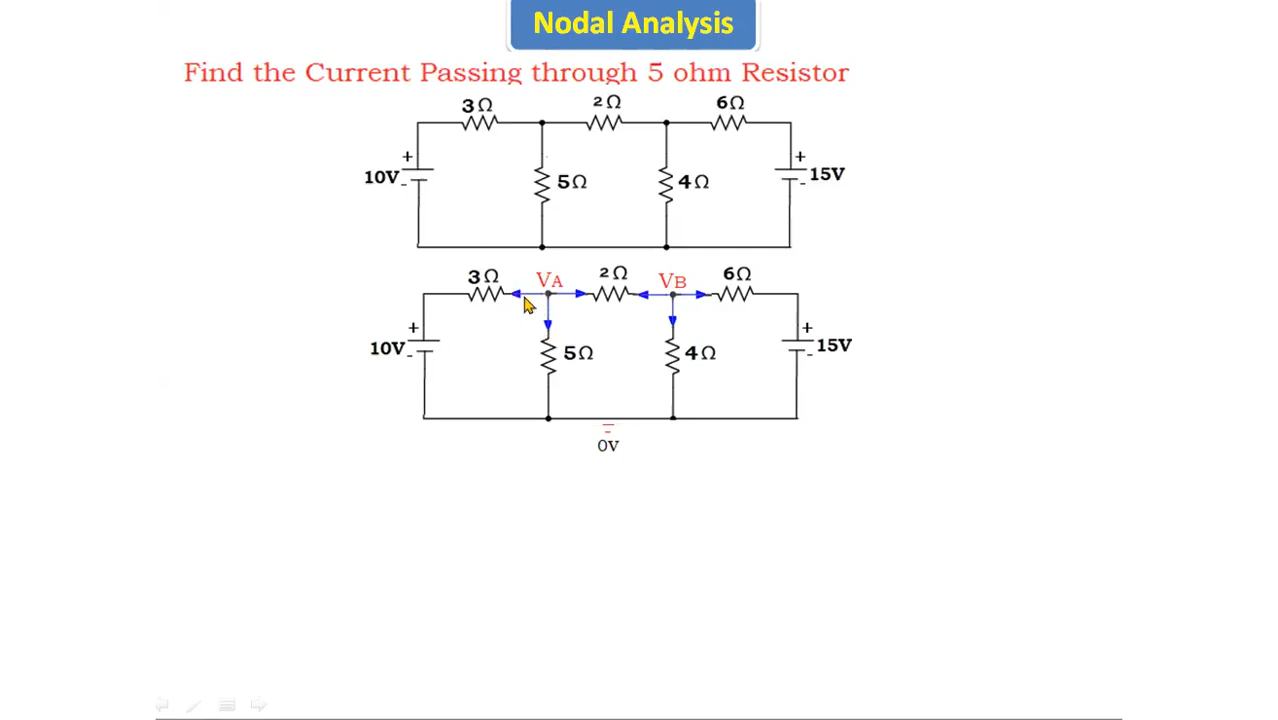 Nodal Analysis
Find the Current Passing through 5 ohm Resistor
3Ω 2Ω 6Ω
+ +
10V 5Ω 4Ω 15V
- -
3Ω VA 2Ω VB 6Ω
+ +
10V 5Ω 4Ω 15V
- -
0V